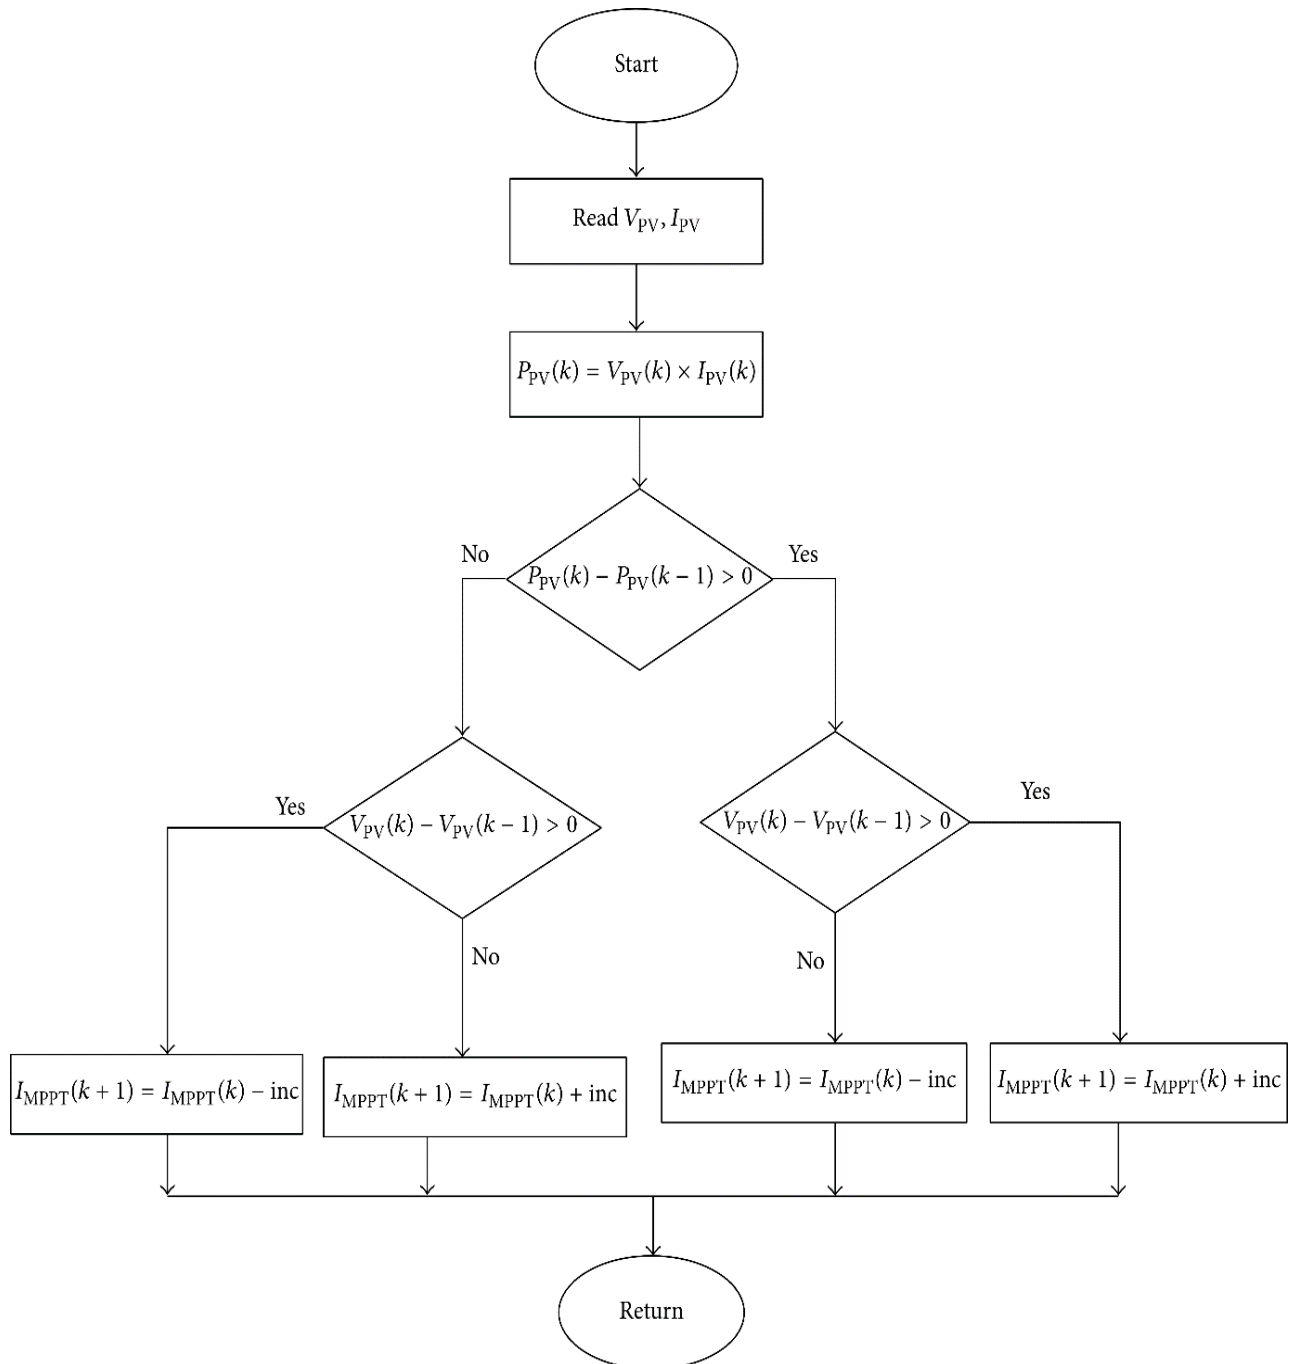 Start
Read V_PV, I_PV
P_PV(k) = V_PV(k) × I_PV(k)
No
Yes
P_PV(k) – P_PV(k – 1) > 0
Yes
Yes
V_PV(k) – V_PV(k – 1) > 0
V_PV(k) – V_PV(k – 1) > 0
No
No
I_MPPT(k + 1) = I_MPPT(k) – inc
I_MPPT(k + 1) = I_MPPT(k) + inc
I_MPPT(k + 1) = I_MPPT(k) – inc
I_MPPT(k + 1) = I_MPPT(k) + inc
Return